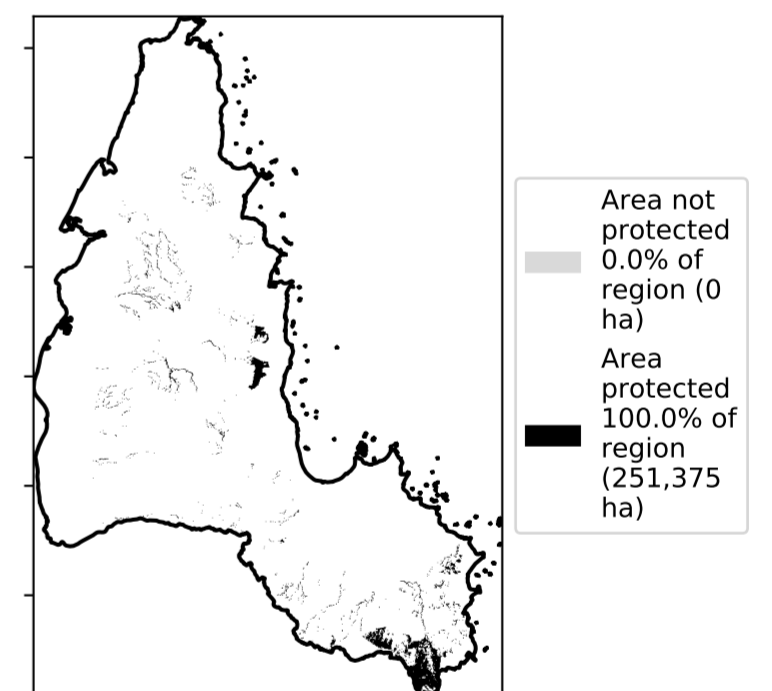 Area not
protected
0.0% of
region (0
ha)
Area
protected
100.0% of
region
(251,375
ha)